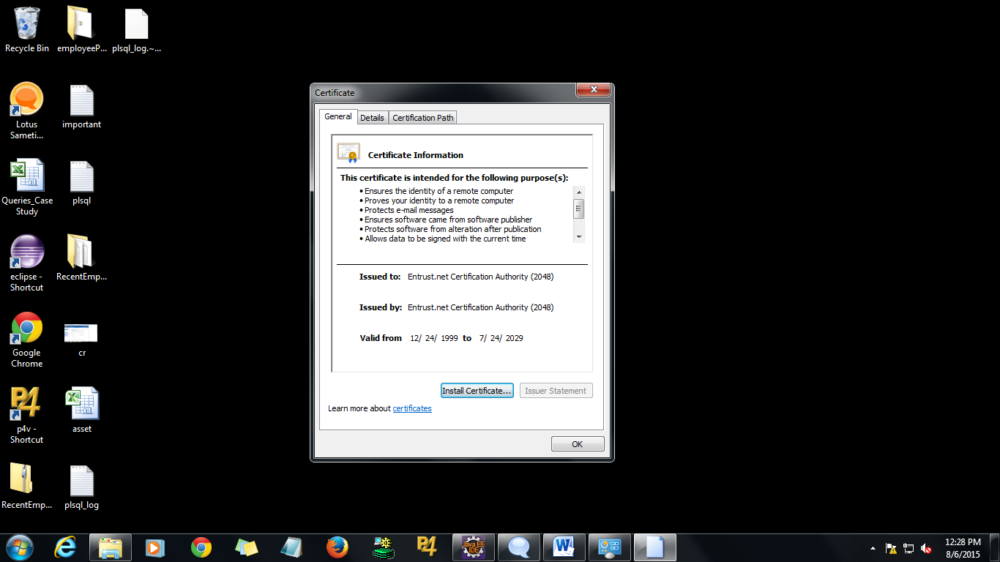 Recycle Bin
employeeP...
plsql_log.~...
Lotus
Sameti...
important
Queries_Case
Study
plsql
eclipse -
Shortcut
RecentEmp...
Google
Chrome
cr
p4v -
Shortcut
asset
RecentEmp...
plsql_log
Certificate
General
Details
Certification Path
Certificate Information
This certificate is intended for the following purpose(s):
• Ensures the identity of a remote computer
• Proves your identity to a remote computer
• Protects e-mail messages
• Ensures software came from software publisher
• Protects software from alteration after publication
• Allows data to be signed with the current time
Issued to: Entrust.net Certification Authority (2048)
Issued by: Entrust.net Certification Authority (2048)
Valid from 12/ 24/ 1999 to 7/ 24/ 2029
Install Certificate...
Issuer Statement
Learn more about certificates
OK
P4
P4
Java EE
IDE
W
12:28 PM
8/6/2015